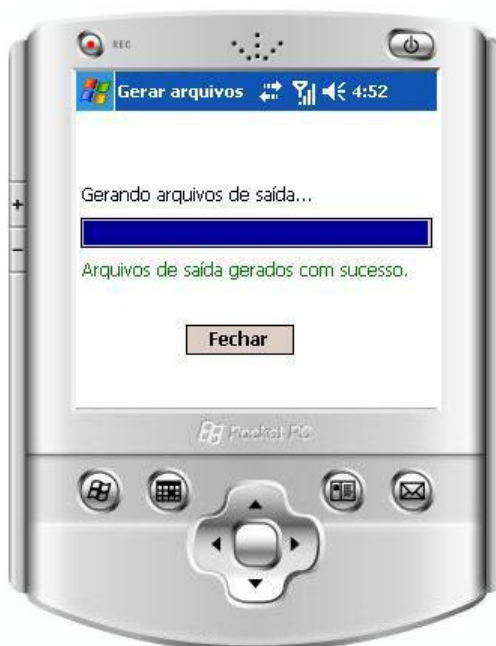 REC
Gerar arquivos 4:52
Gerando arquivos de saída...
Arquivos de saída gerados com sucesso.
Fechar
Pocket PC